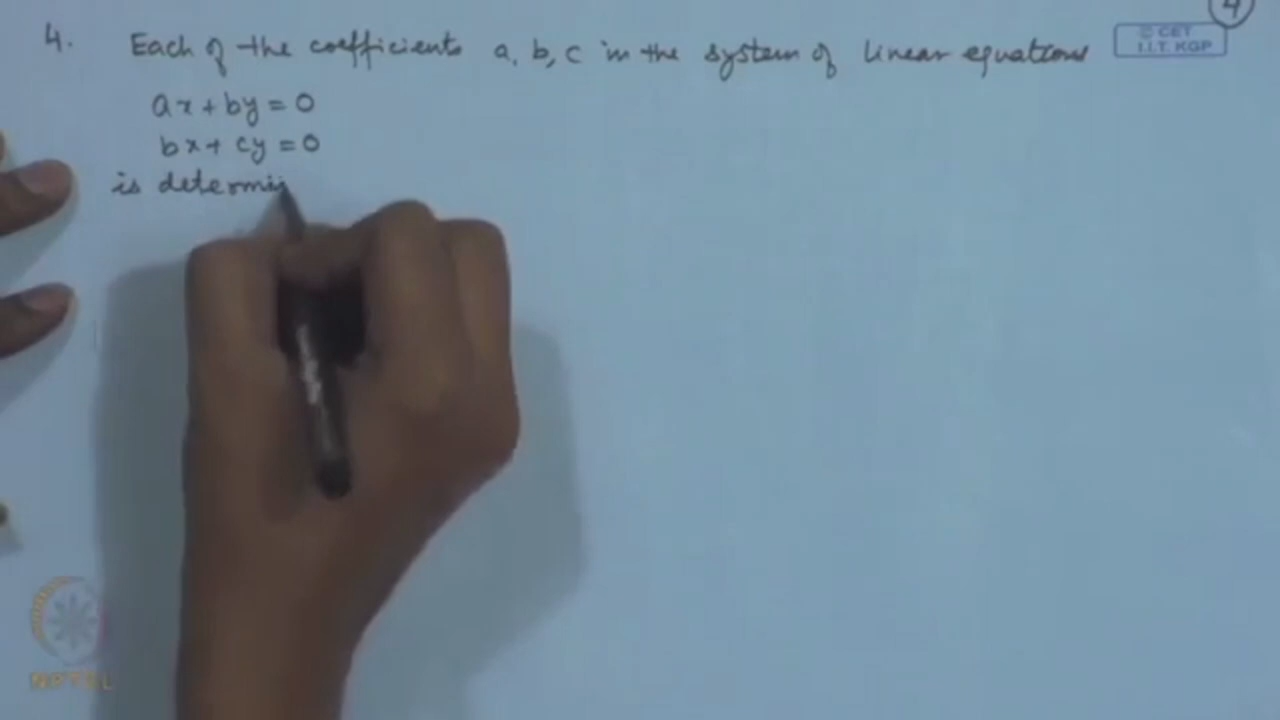 4
© CET
I.I.T. KGP
4. Each of the coefficients a, b, c in the system of linear equations
ax + by = 0
bx + cy = 0
is determi
NPTEL